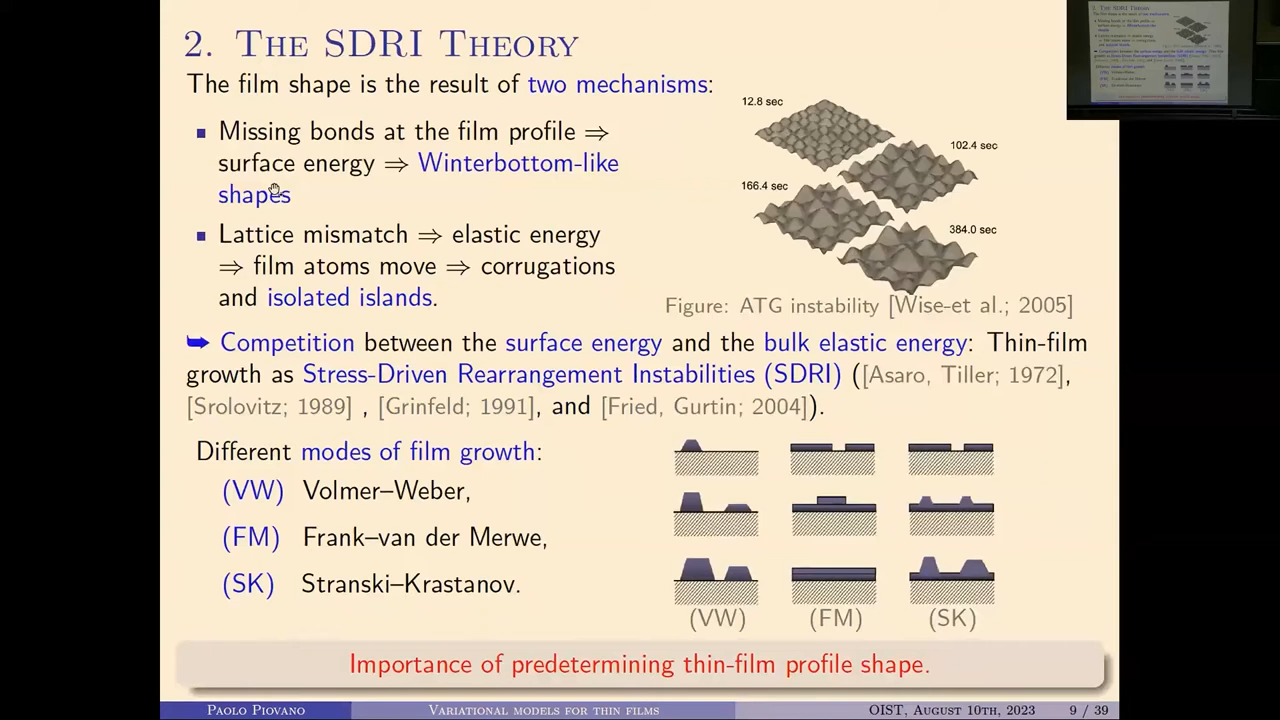 2. THE SDRI THEORY
The film shape is the result of two mechanisms:
Missing bonds at the film profile ⇒
surface energy ⇒ Winterbottom-like
shapes
Lattice mismatch ⇒ elastic energy
⇒ film atoms move ⇒ corrugations
and isolated islands.
12.8 sec
102.4 sec
166.4 sec
384.0 sec
Figure: ATG instability [Wise-et al.; 2005]
➥ Competition between the surface energy and the bulk elastic energy: Thin-film
growth as Stress-Driven Rearrangement Instabilities (SDRI) ([Asaro, Tiller; 1972],
[Srolovitz; 1989] , [Grinfeld; 1991], and [Fried, Gurtin; 2004]).
Different modes of film growth:
(VW) Volmer–Weber,
(FM) Frank–van der Merwe,
(SK) Stranski–Krastanov.
(VW) (FM) (SK)
Importance of predetermining thin-film profile shape.
PAOLO PIOVANO VARIATIONAL MODELS FOR THIN FILMS OIST, AUGUST 10TH, 2023 9 / 39
2. THE SDRI THEORY